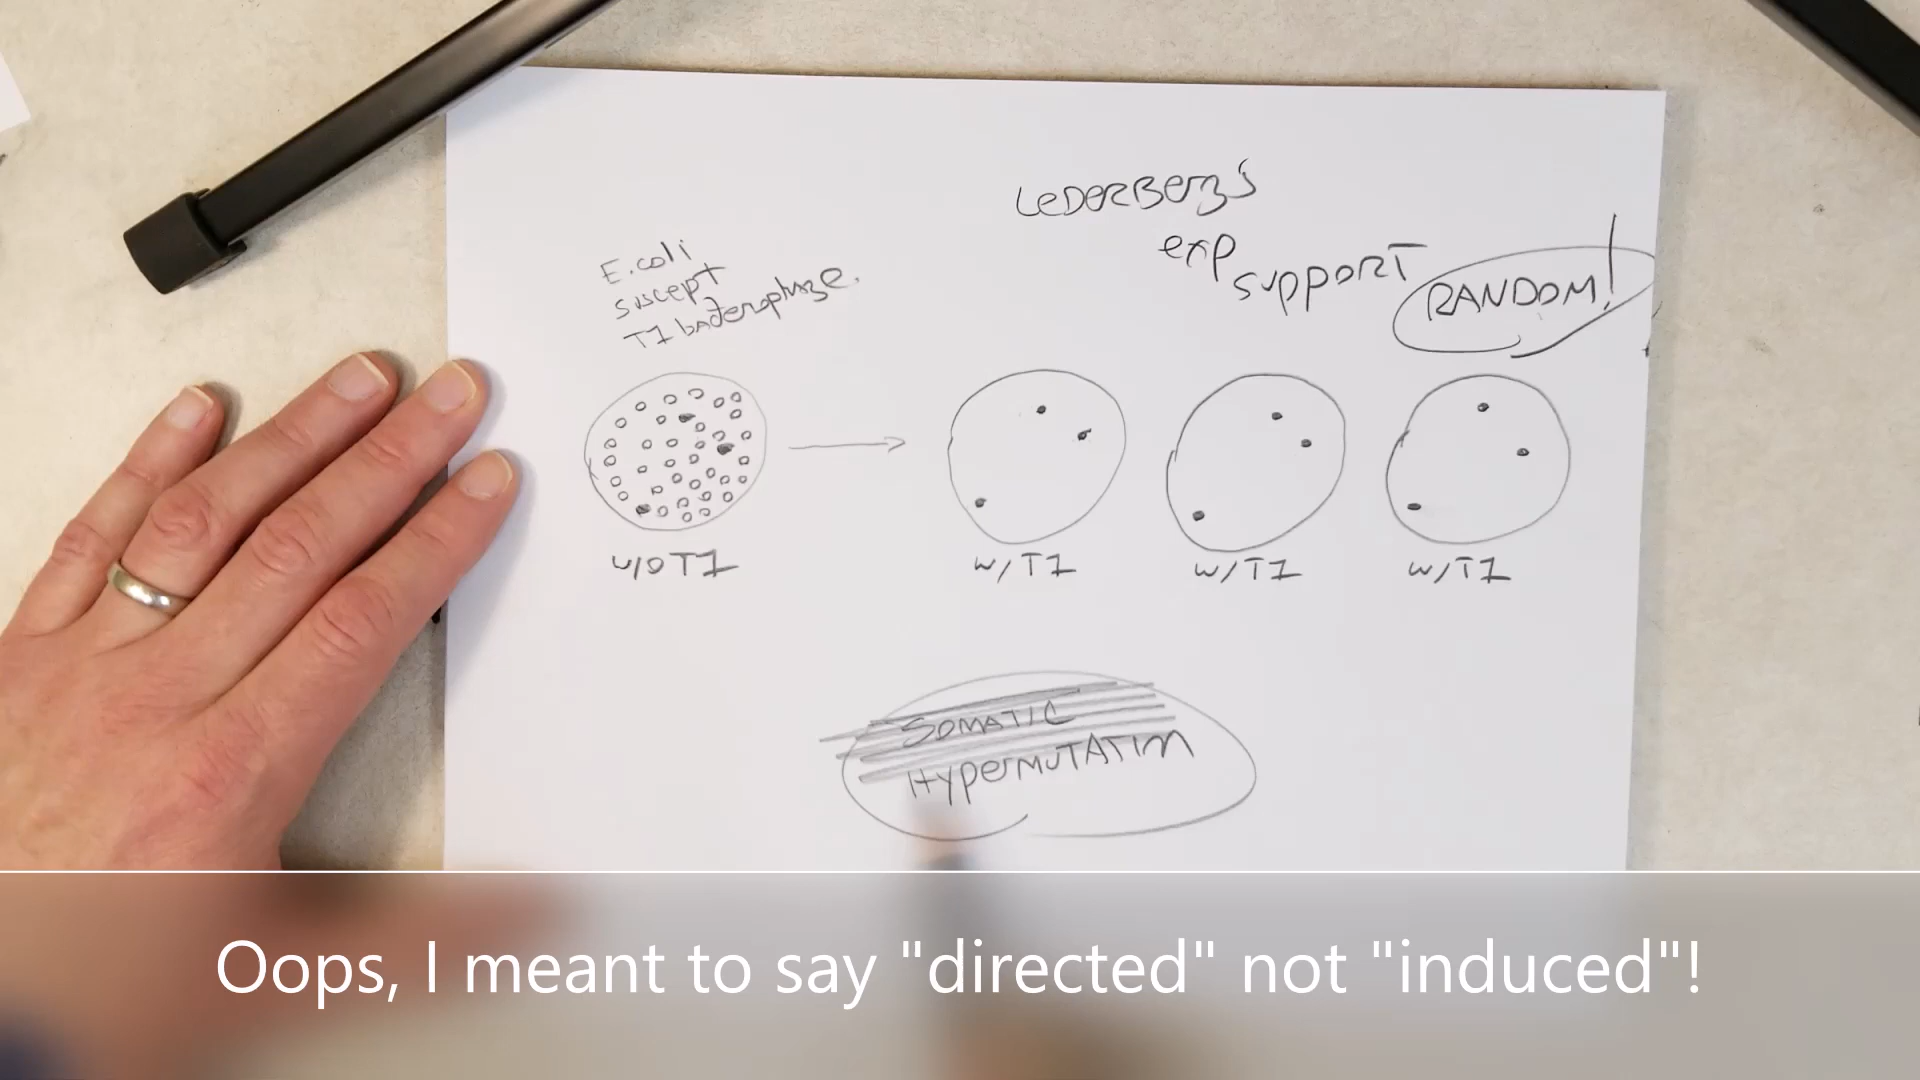 LEDERBERG'S
exp
SUPPORT
RANDOM!
E.coli
suscept
T1 bacterophage.
w/o T1
w/T1
w/T1
w/T1
SOMATIC
HYPERMUTATION
Oops, I meant to say "directed" not "induced"!